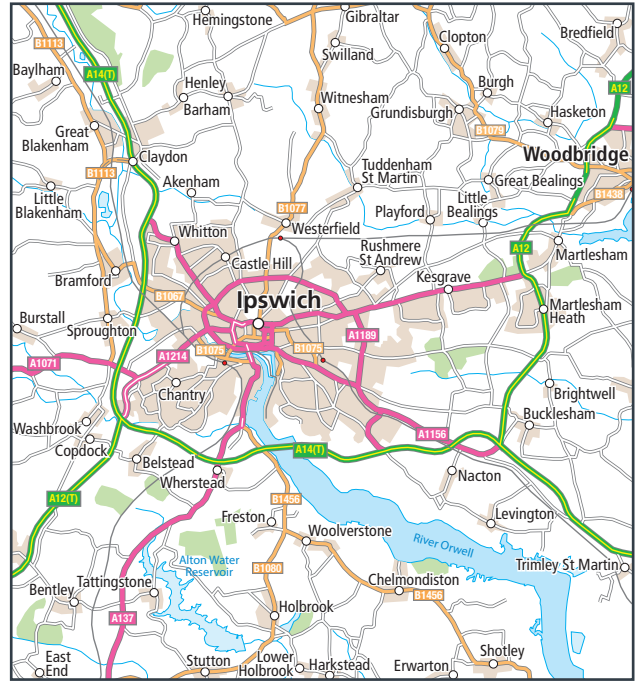 Hemingstone
Gibraltar
Bredfield
B1113
Clopton
Swilland
Baylham
A14(T)
Henley
Burgh
A12
Barham
Witnesham
Grundisburgh
Hasketon
Great
Blakenham
B1079
Claydon
Woodbridge
B1113
Tuddenham
St Martin
Akenham
Great Bealings
Little
Blakenham
B1438
B1077
Playford
Little
Bealings
Westerfield
Whitton
Rushmere
St Andrew
A12
Martlesham
Castle Hill
Bramford
Kesgrave
B1067
Ipswich
Martlesham
Heath
Burstall
Sproughton
A1189
A1071
A1214
B1075
B1075
Chantry
Brightwell
Bucklesham
Washbrook
A1156
Copdock
A14(T)
Belstead
Wherstead
Nacton
A12(T)
B1456
Freston
Levington
Woolverstone
River Orwell
Alton Water
Reservoir
B1080
Trimley St Martin
Bentley
Tattingstone
Chelmondiston
B1456
Holbrook
A137
East
End
Stutton
Lower
Holbrook
Harkstead
Erwarton
Shotley